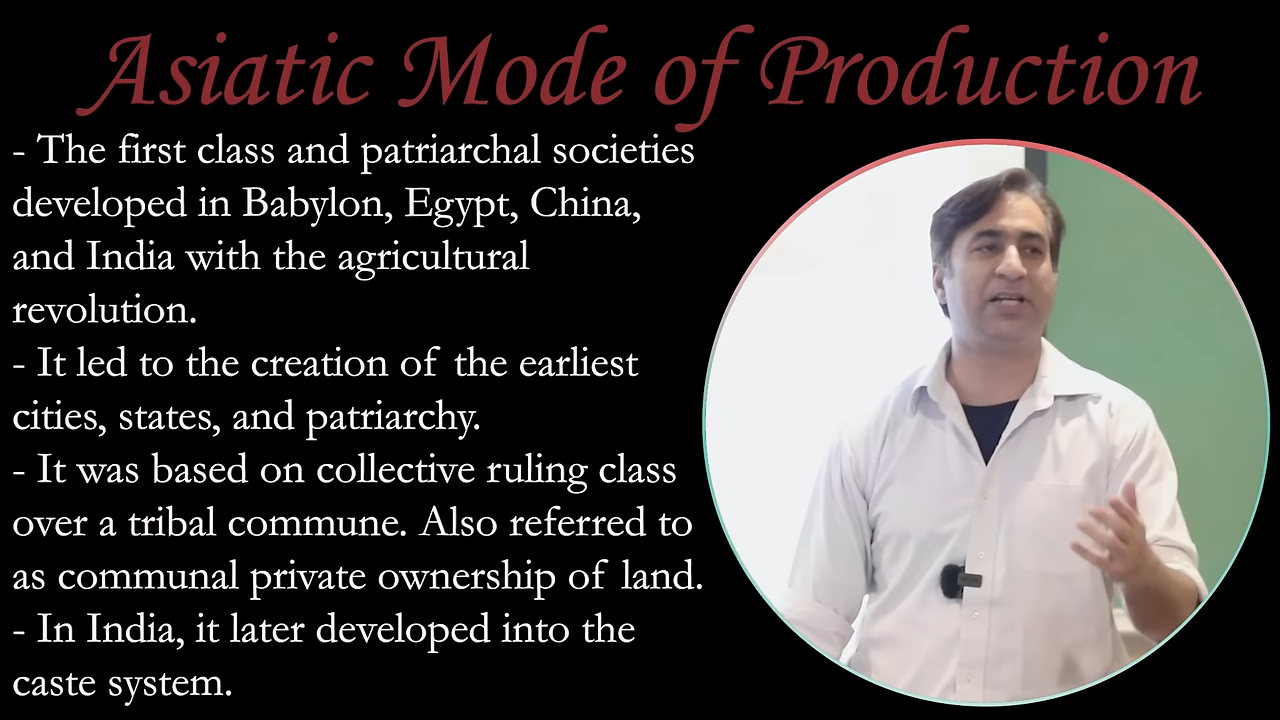 Asiatic Mode of Production
- The first class and patriarchal societies
developed in Babylon, Egypt, China,
and India with the agricultural
revolution.
- It led to the creation of the earliest
cities, states, and patriarchy.
- It was based on collective ruling class
over a tribal commune. Also referred to
as communal private ownership of land.
- In India, it later developed into the
caste system.